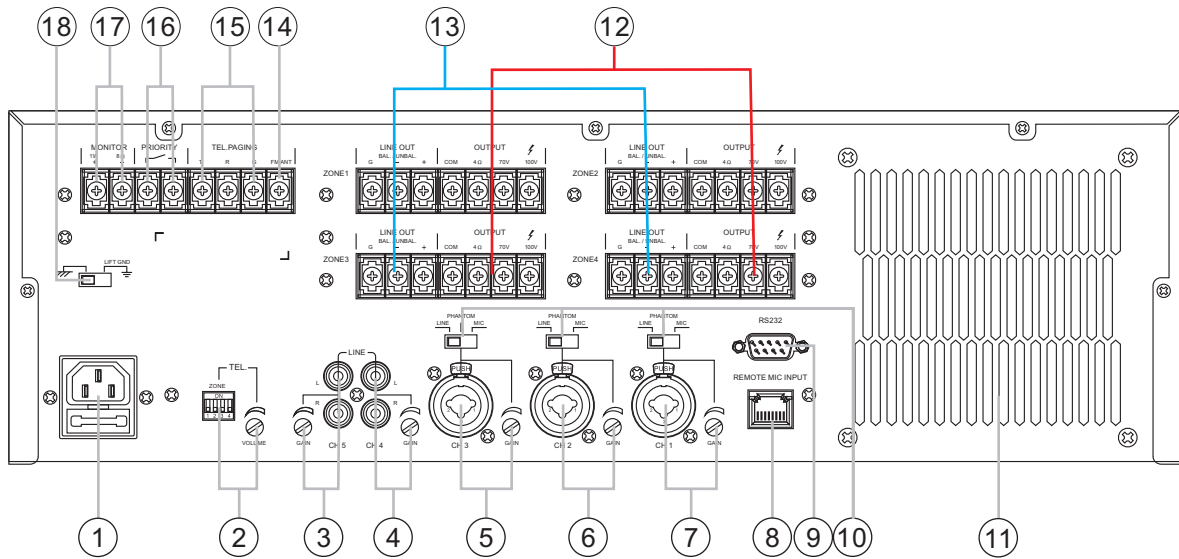 18 17 16 15 14 13 12
MONITOR PRIORITY TEL.PAGING
8Ω R G FM ANT
LINE OUT OUTPUT
BAL. / UNBAL.
G − + COM 4Ω 70V 100V
ZONE1
LINE OUT OUTPUT
BAL. / UNBAL.
G − + COM 4Ω 70V 100V
ZONE2
LINE OUT OUTPUT
BAL. / UNBAL.
G − + COM 4Ω 70V 100V
ZONE3
LINE OUT OUTPUT
BAL. / UNBAL.
G − + COM 4Ω 70V 100V
ZONE4
LIFT GND
PHANTOM
LINE MIC
PHANTOM
LINE MIC
PHANTOM
LINE MIC
RS232
REMOTE MIC INPUT
TEL.
ZONE
ON
1 2 3 4
VOLUME
LINE
L L
R R
GAIN CH 5 CH 4 GAIN
PUSH PUSH PUSH
CH 3 GAIN CH 2 GAIN CH 1 GAIN
1 2 3 4 5 6 7 8 9 10 11